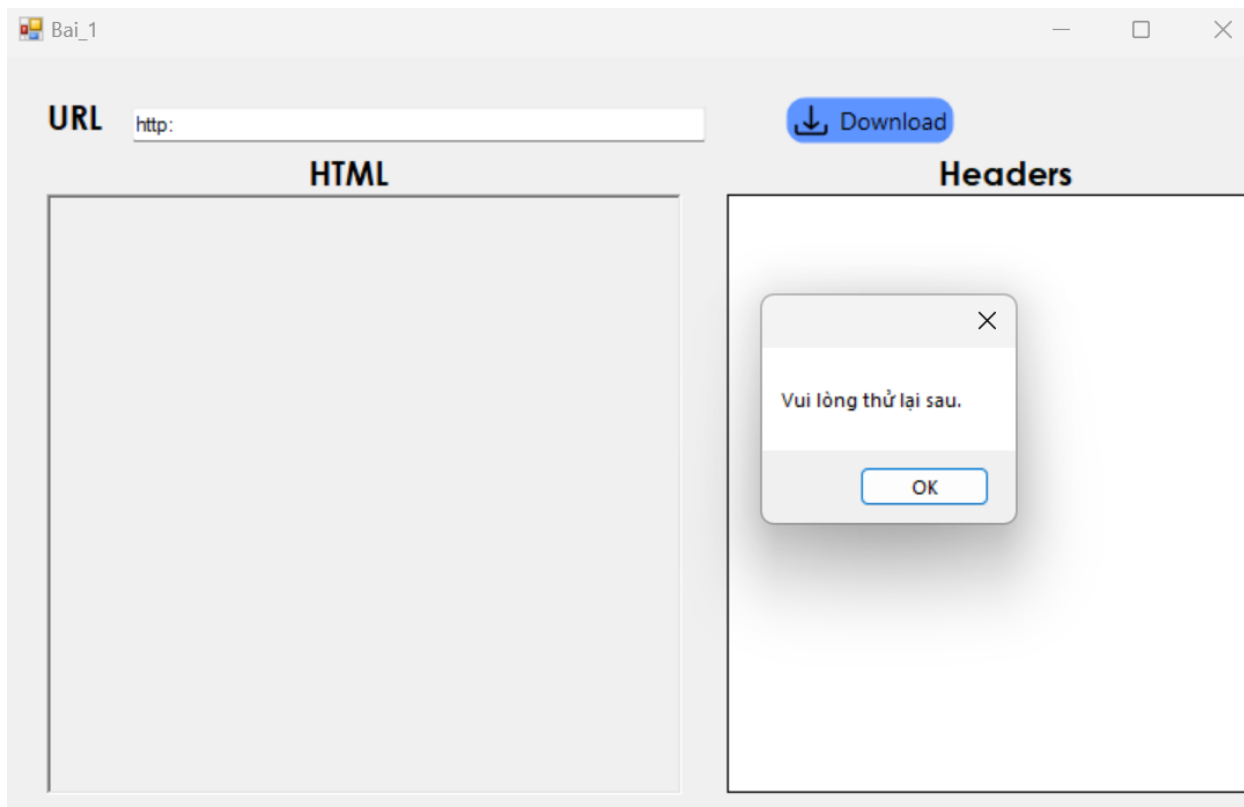 Bai_1
URL
http:
Download
HTML
Headers
Vui lòng thử lại sau.
OK